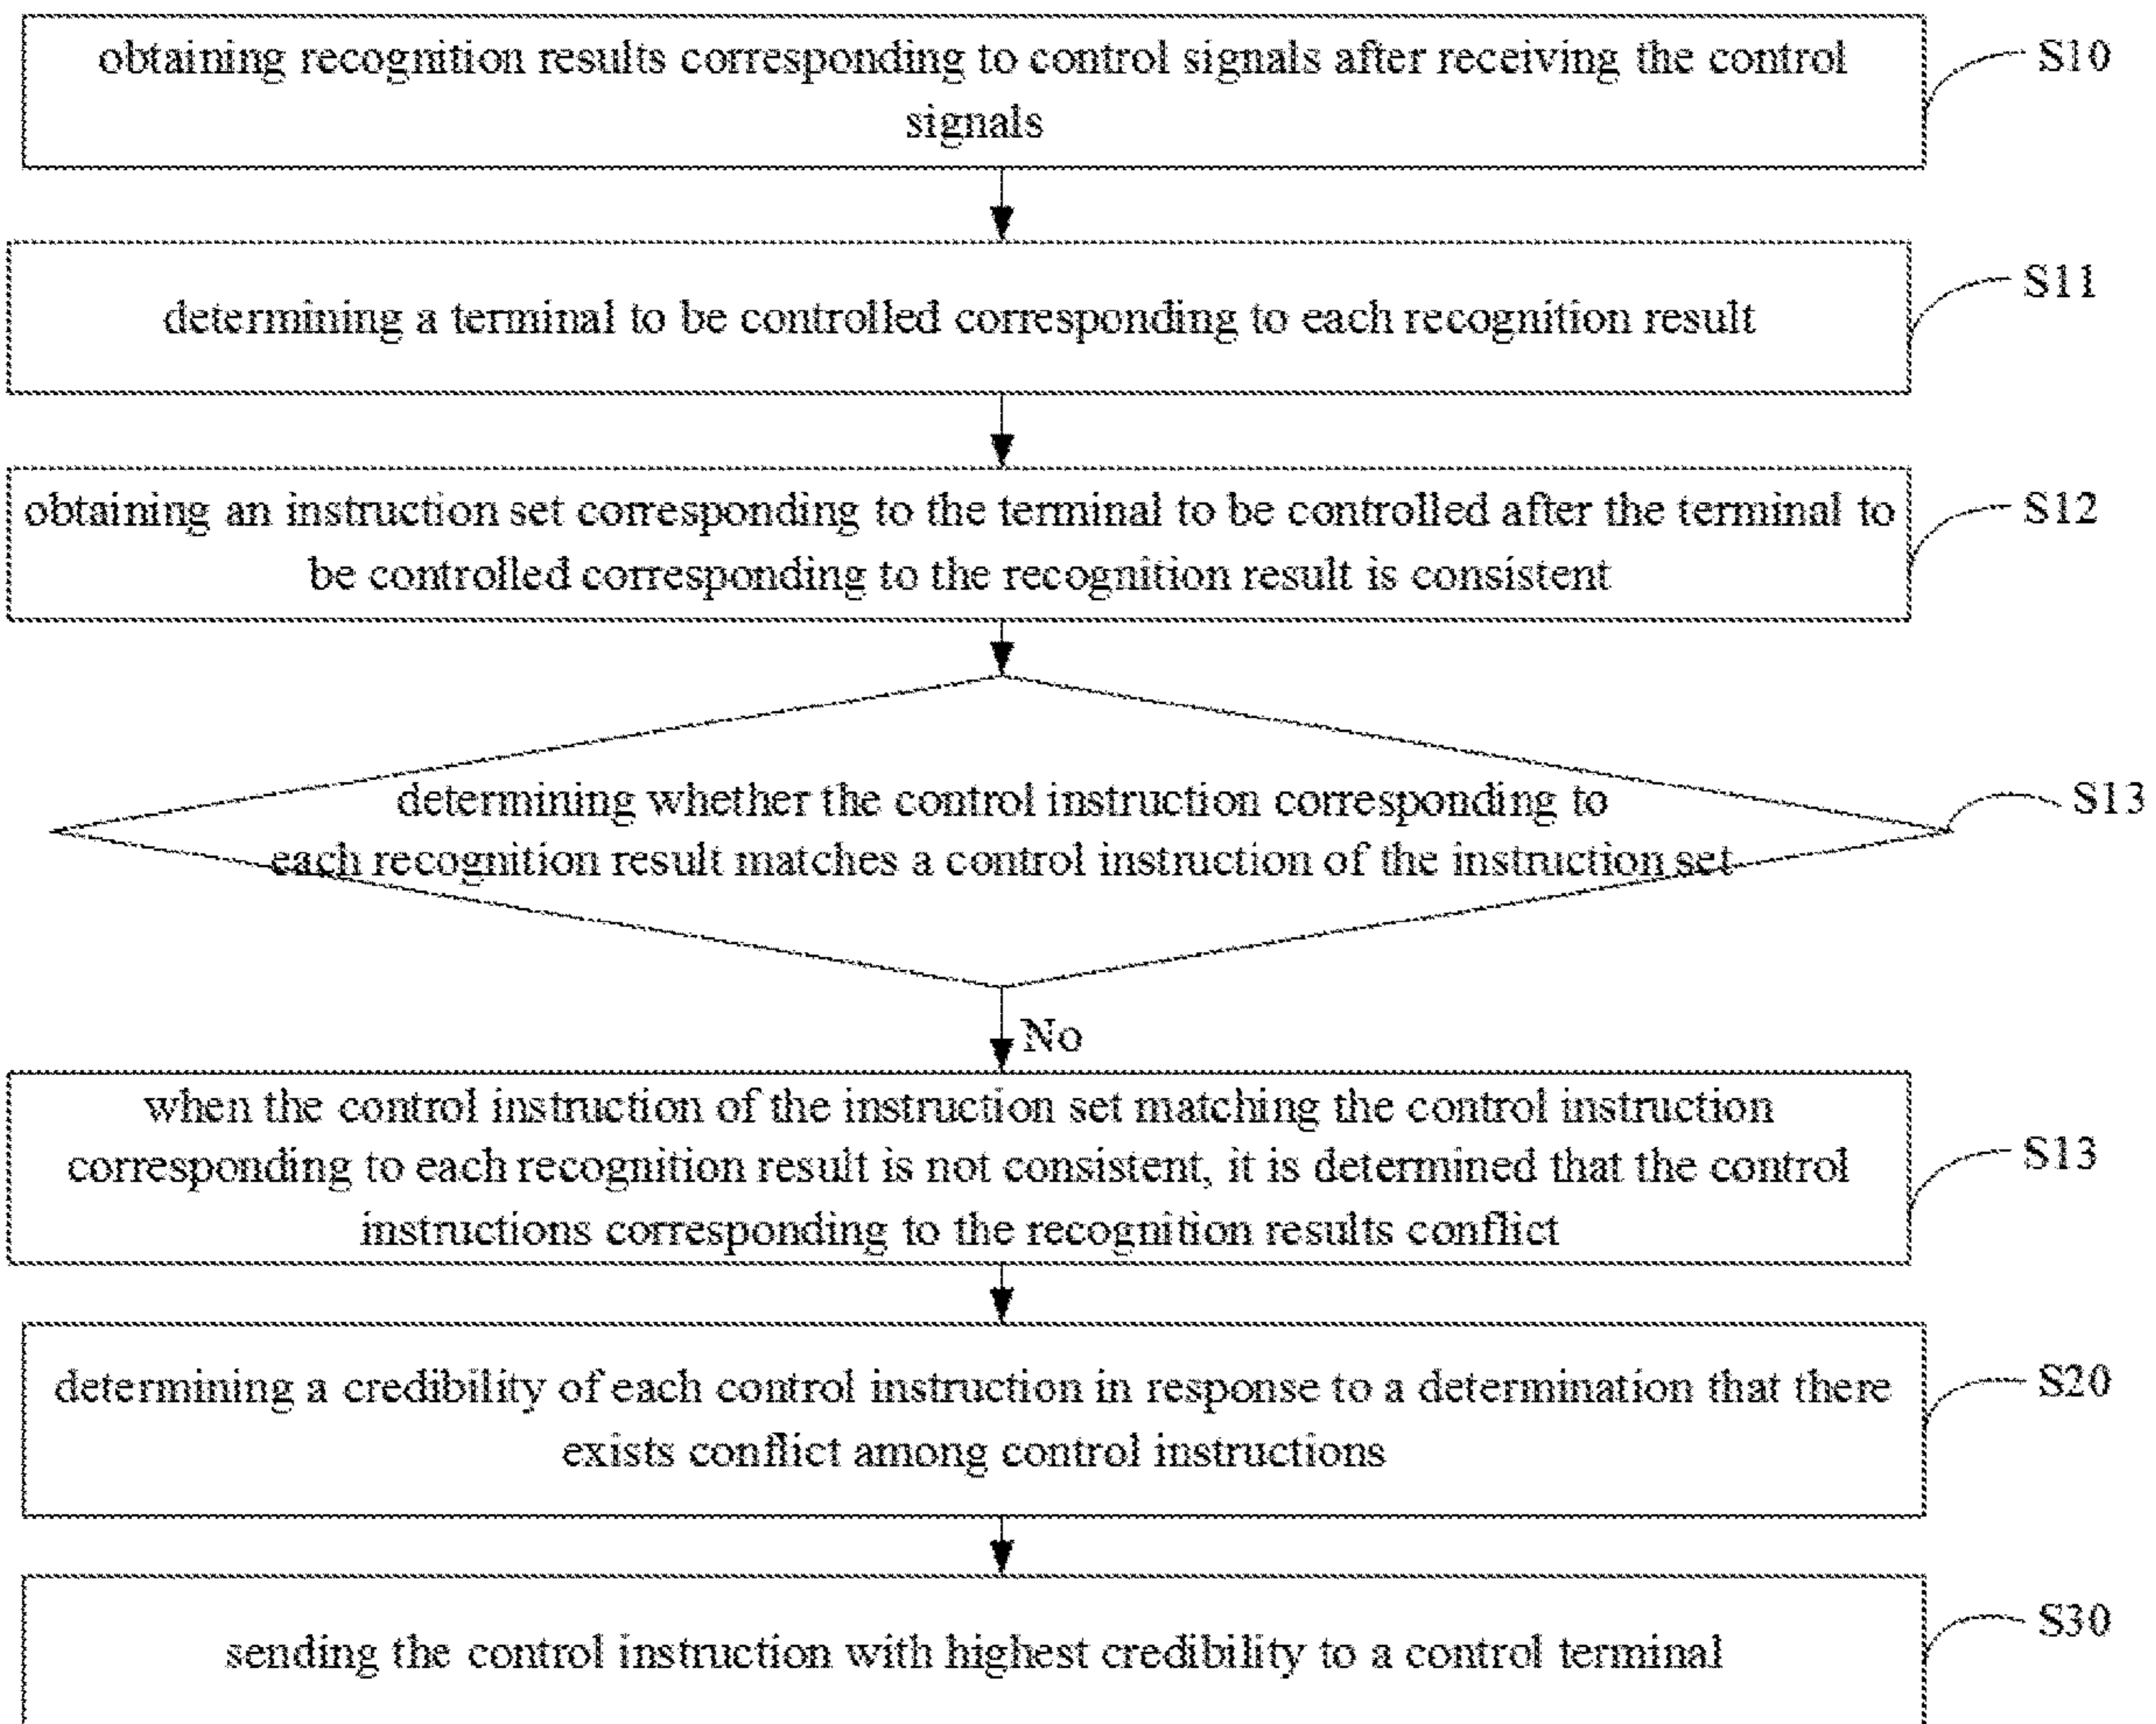 obtaining recognition results corresponding to control signals after receiving the control
signals
S10
determining a terminal to be controlled corresponding to each recognition result
S11
obtaining an instruction set corresponding to the terminal to be controlled after the terminal to
be controlled corresponding to the recognition result is consistent
S12
determining whether the control instruction corresponding to
each recognition result matches a control instruction of the instruction set
S13
No
when the control instruction of the instruction set matching the control instruction
corresponding to each recognition result is not consistent, it is determined that the control
instructions corresponding to the recognition results conflict
S13
determining a credibility of each control instruction in response to a determination that there
exists conflict among control instructions
S20
sending the control instruction with highest credibility to a control terminal
S30